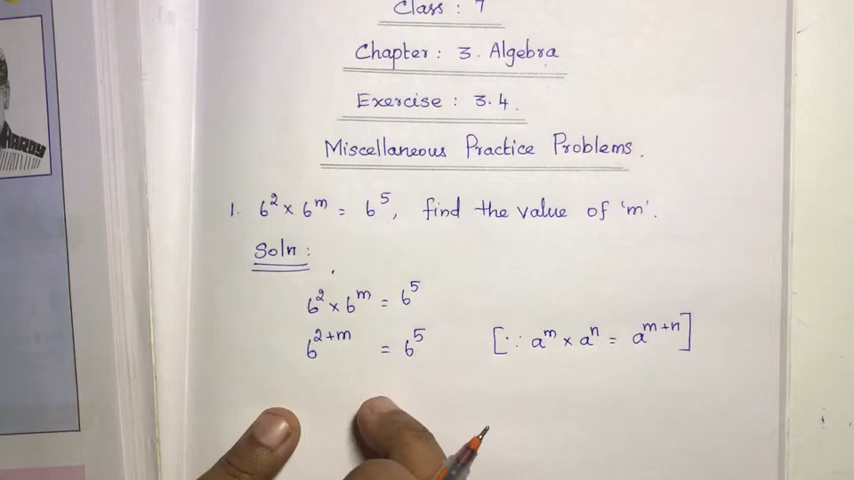 Class : 7
Chapter : 3. Algebra
Exercise : 3.4.
Miscellaneous Practice Problems.
1. 6² × 6ᵐ = 6⁵, find the value of 'm'.
Soln :
6² × 6ᵐ = 6⁵
6²⁺ᵐ = 6⁵ [∵ aᵐ × aⁿ = aᵐ⁺ⁿ]
HARDY